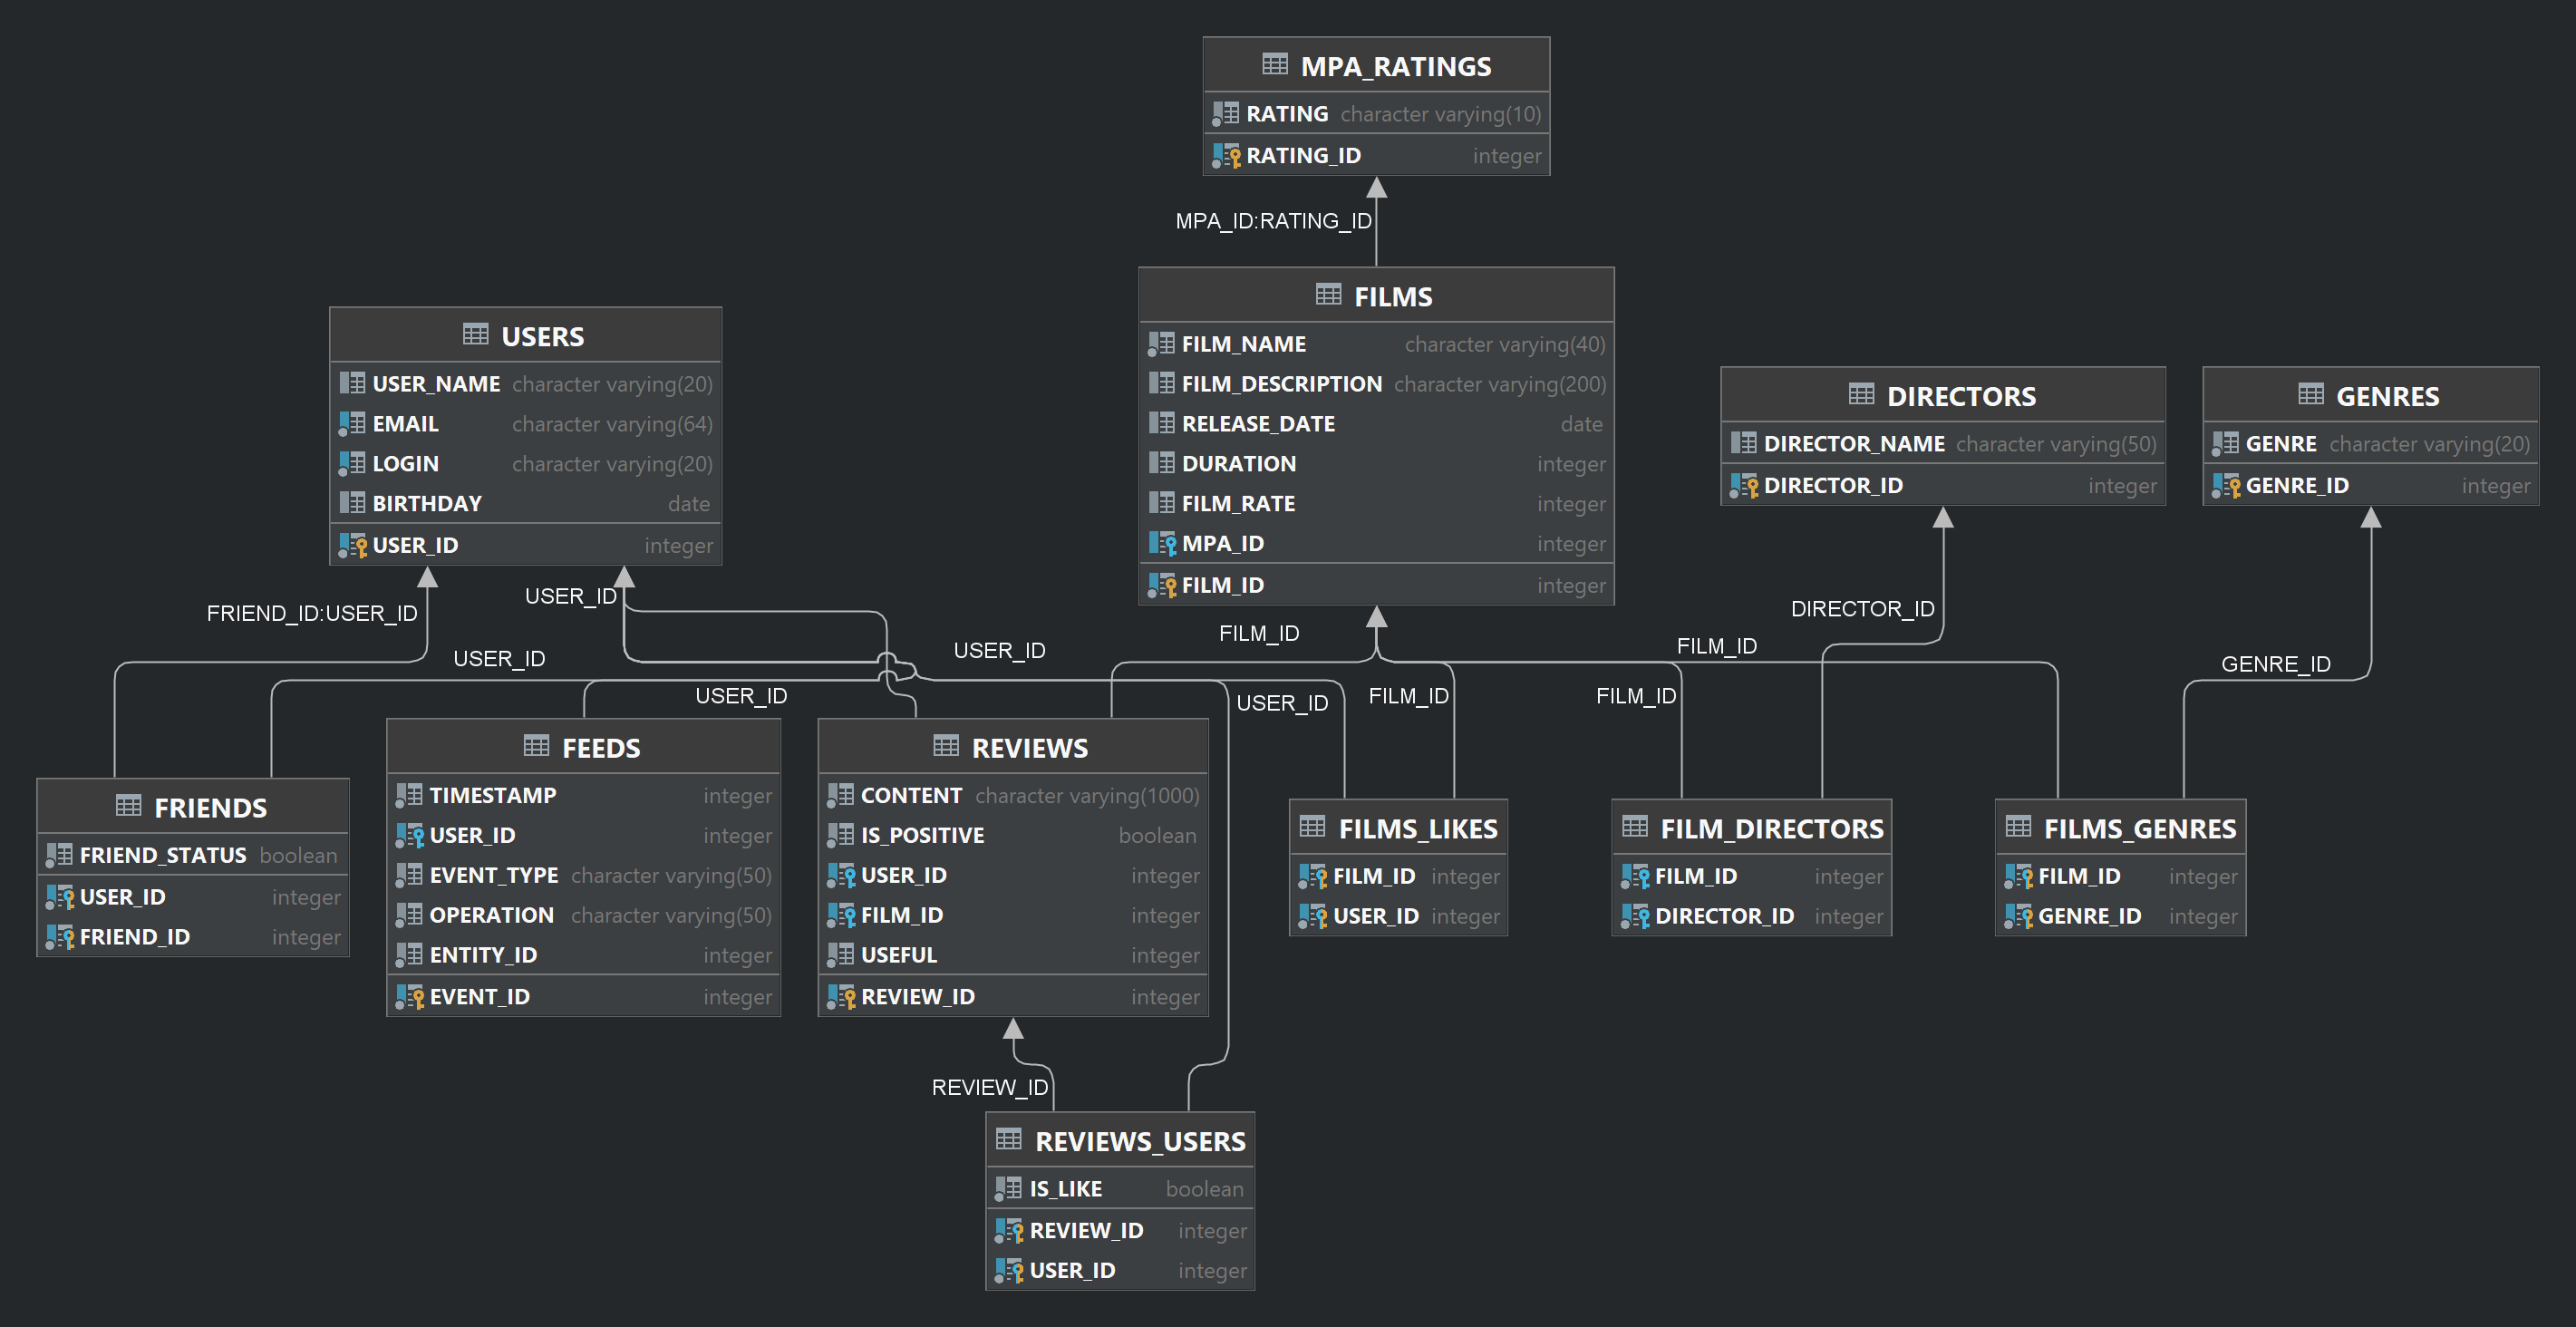 MPA_RATINGS
RATING character varying(10)
RATING_ID integer
MPA_ID:RATING_ID
FILMS
FILM_NAME character varying(40)
FILM_DESCRIPTION character varying(200)
RELEASE_DATE date
DURATION integer
FILM_RATE integer
MPA_ID integer
FILM_ID integer
USERS
USER_NAME character varying(20)
EMAIL character varying(64)
LOGIN character varying(20)
BIRTHDAY date
USER_ID integer
DIRECTORS
DIRECTOR_NAME character varying(50)
DIRECTOR_ID integer
GENRES
GENRE character varying(20)
GENRE_ID integer
FRIEND_ID:USER_ID
USER_ID
USER_ID
USER_ID
USER_ID
USER_ID
FILM_ID
FILM_ID
FILM_ID
FILM_ID
DIRECTOR_ID
GENRE_ID
FRIENDS
FRIEND_STATUS boolean
USER_ID integer
FRIEND_ID integer
FEEDS
TIMESTAMP integer
USER_ID integer
EVENT_TYPE character varying(50)
OPERATION character varying(50)
ENTITY_ID integer
EVENT_ID integer
REVIEWS
CONTENT character varying(1000)
IS_POSITIVE boolean
USER_ID integer
FILM_ID integer
USEFUL integer
REVIEW_ID integer
FILMS_LIKES
FILM_ID integer
USER_ID integer
FILM_DIRECTORS
FILM_ID integer
DIRECTOR_ID integer
FILMS_GENRES
FILM_ID integer
GENRE_ID integer
REVIEW_ID
REVIEWS_USERS
IS_LIKE boolean
REVIEW_ID integer
USER_ID integer